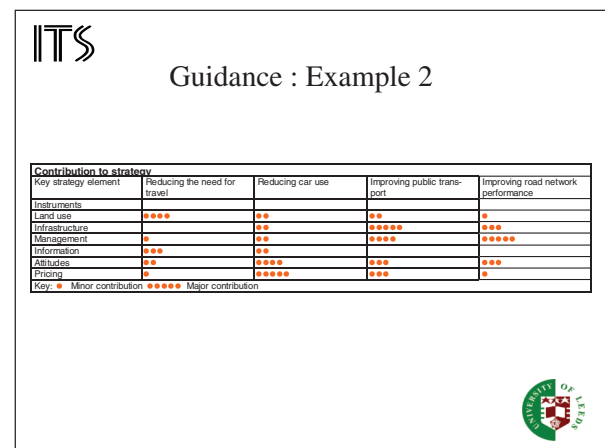 ITS
Guidance : Example 2
Contribution to strategy
Key strategy element Reducing the need for travel Reducing car use Improving public trans-port Improving road network performance
Instruments
Land use ●●●● ●● ●● ●
Infrastructure ●● ●●●●● ●●●
Management ● ●● ●●●● ●●●●●
Information ●●● ●●
Attitudes ●● ●●●● ●●● ●●●
Pricing ● ●●●●● ●●● ●
Key: ● Minor contribution ●●●●● Major contribution
UNIVERSITY OF LEEDS